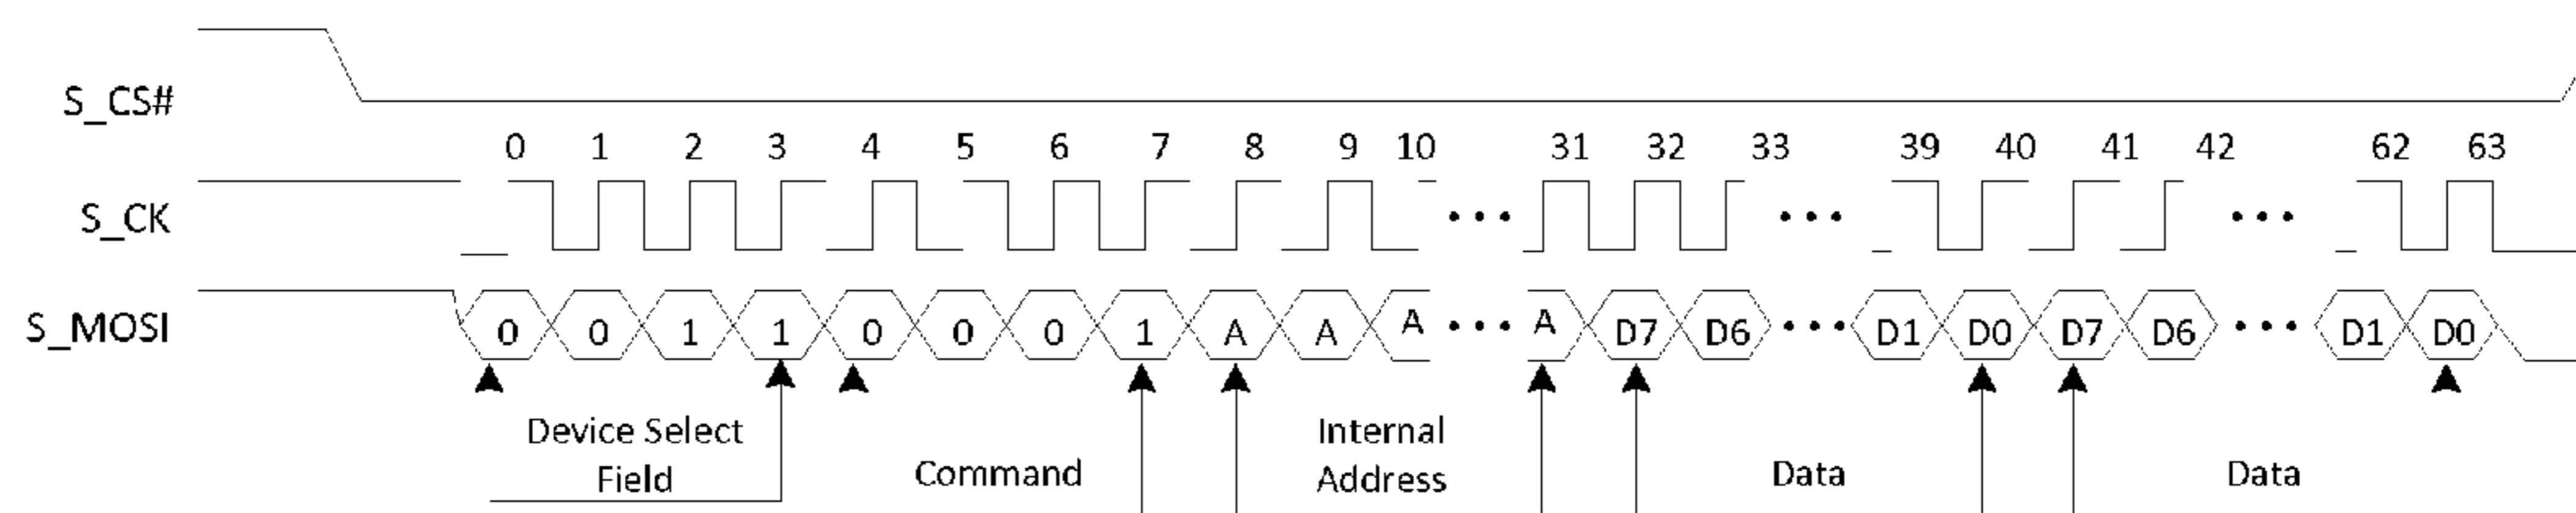 S_CS#
0 1 2 3 4 5 6 7 8 9 10 31 32 33 39 40 41 42 62 63
S_CK
S_MOSI
0 0 1 1 0 0 0 1 A A A A D7 D6 D1 D0 D7 D6 D1 D0
Device Select
Field
Command
Internal
Address
Data
Data